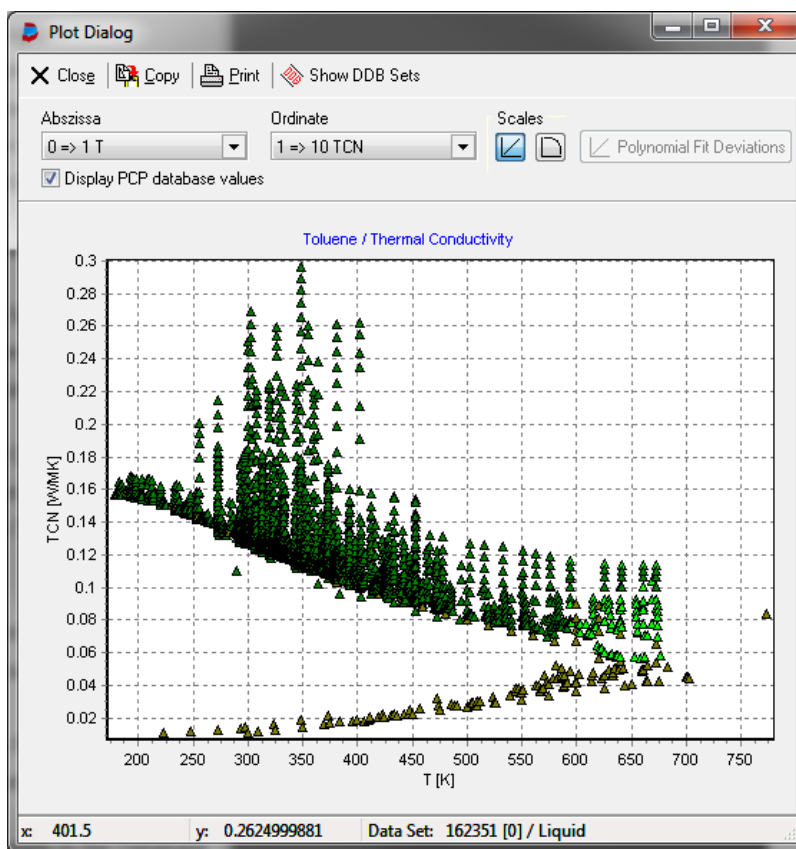 Plot Dialog
Close Copy Print Show DDB Sets
Abszissa Ordinate Scales
0 => 1 T 1 => 10 TCN Polynomial Fit Deviations
Display PCP database values
Toluene / Thermal Conductivity
0.3
0.28
0.26
0.24
0.22
0.2
0.18
0.16
0.14
0.12
0.1
0.08
0.06
0.04
0.02
TCN [W/MK]
200 250 300 350 400 450 500 550 600 650 700 750
T [K]
x: 401.5 y: 0.2624999881 Data Set: 162351 [0] / Liquid